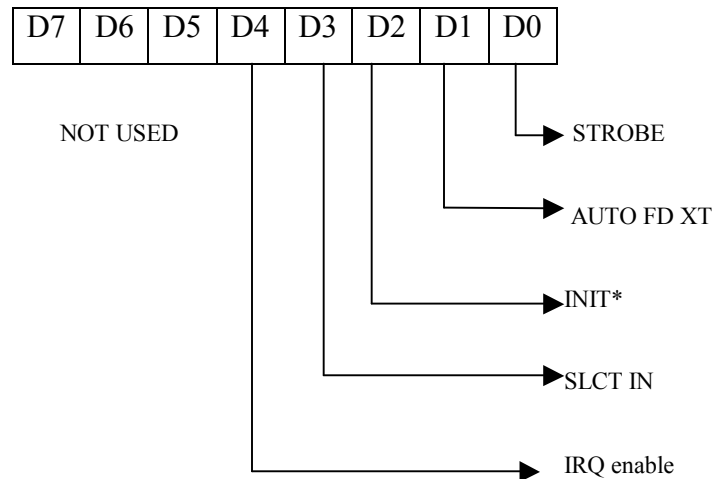 D7 D6 D5 D4 D3 D2 D1 D0
NOT USED
STROBE
AUTO FD XT
INIT*
SLCT IN
IRQ enable